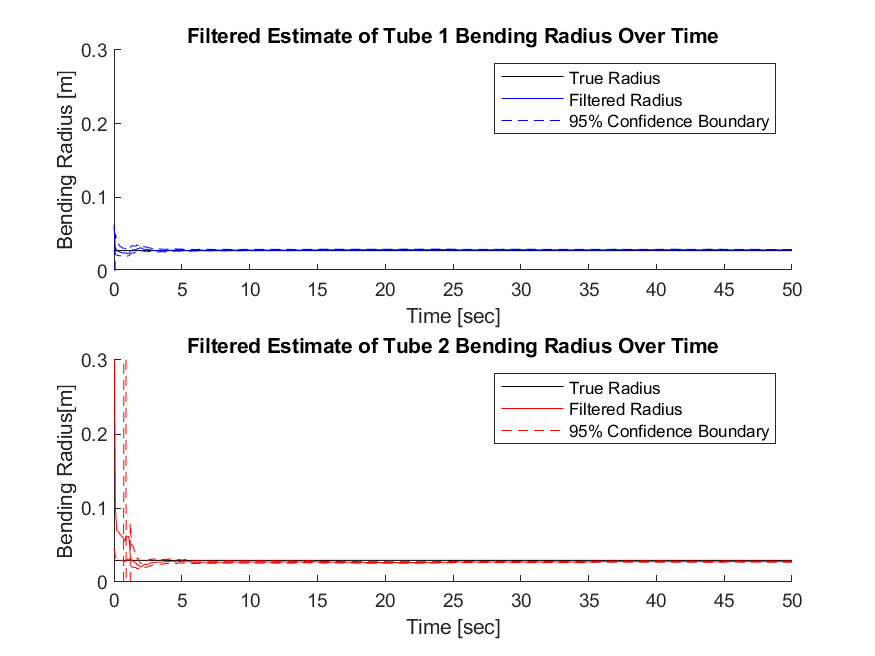 Filtered Estimate of Tube 1 Bending Radius Over Time
0.3
0.2
0.1
0
Bending Radius [m]
True Radius
Filtered Radius
95% Confidence Boundary
0 5 10 15 20 25 30 35 40 45 50
Time [sec]
Filtered Estimate of Tube 2 Bending Radius Over Time
0.3
0.2
0.1
0
Bending Radius[m]
True Radius
Filtered Radius
95% Confidence Boundary
0 5 10 15 20 25 30 35 40 45 50
Time [sec]